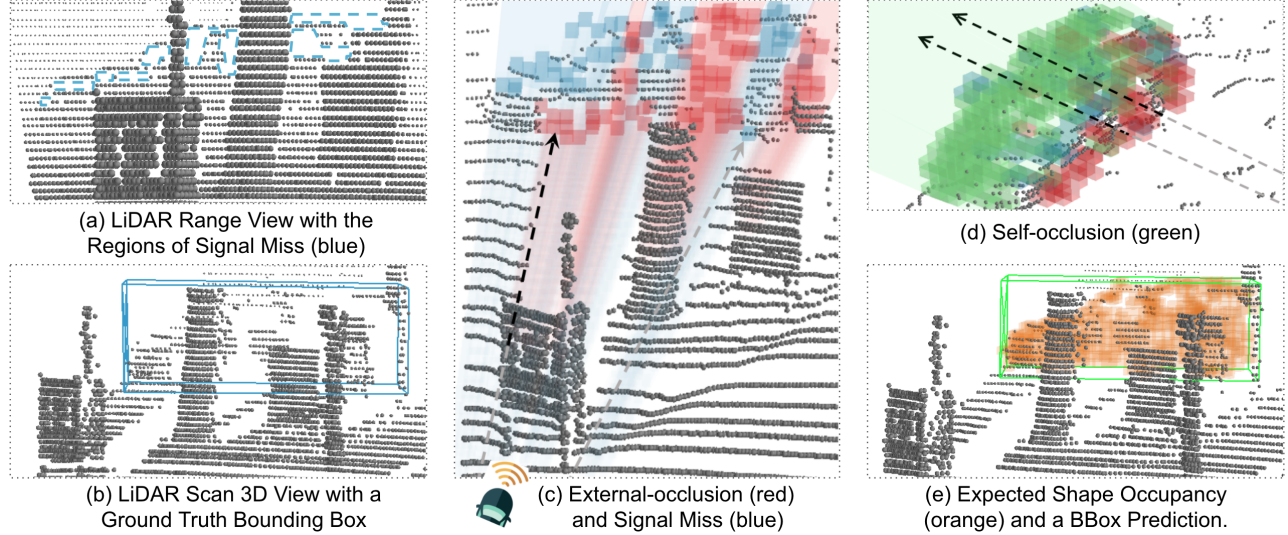 (a) LiDAR Range View with the
Regions of Signal Miss (blue)
(b) LiDAR Scan 3D View with a
Ground Truth Bounding Box
(c) External-occlusion (red)
and Signal Miss (blue)
(d) Self-occlusion (green)
(e) Expected Shape Occupancy
(orange) and a BBox Prediction.